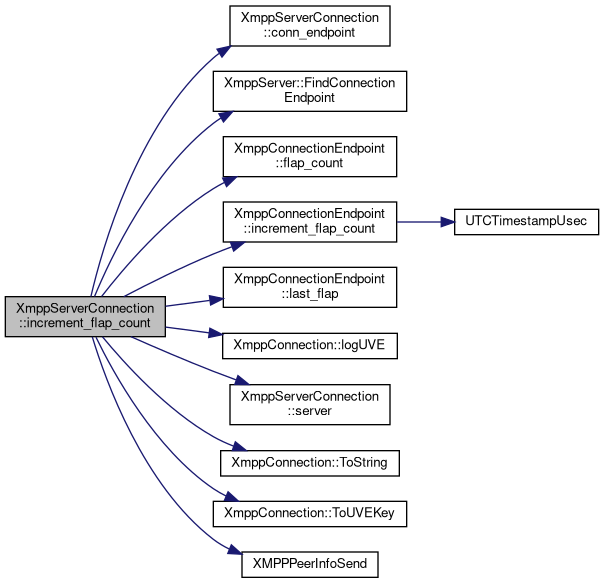 XmppServerConnection
::conn_endpoint
XmppServer::FindConnection
Endpoint
XmppConnectionEndpoint
::flap_count
XmppConnectionEndpoint
::increment_flap_count
UTCTimestampUsec
XmppConnectionEndpoint
::last_flap
XmppServerConnection
::increment_flap_count
XmppConnection::logUVE
XmppServerConnection
::server
XmppConnection::ToString
XmppConnection::ToUVEKey
XMPPPeerInfoSend